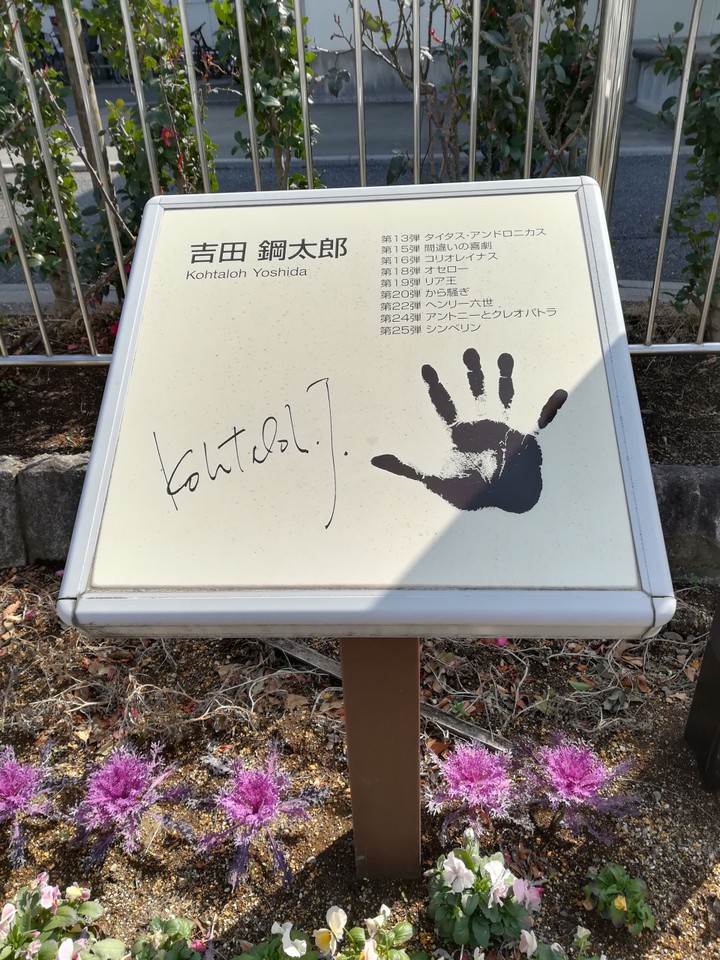 吉田 鋼太郎
Kohtaloh Yoshida
第13弾 タイタス・アンドロニカス
第15弾 間違いの喜劇
第16弾 コリオレイナス
第18弾 オセロー
第19弾 リア王
第20弾 から騒ぎ
第22弾 ヘンリー六世
第24弾 アントニーとクレオパトラ
第25弾 シンベリン
Kohtaloh.Y.